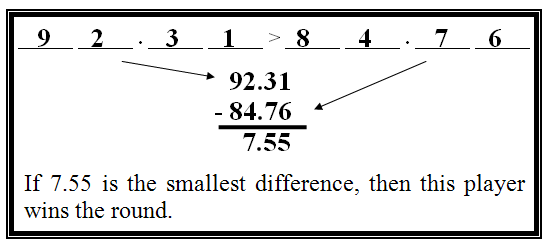 9 2 . 3 1 > 8 4 . 7 6
92.31
- 84.76
7.55
If 7.55 is the smallest difference, then this player
wins the round.